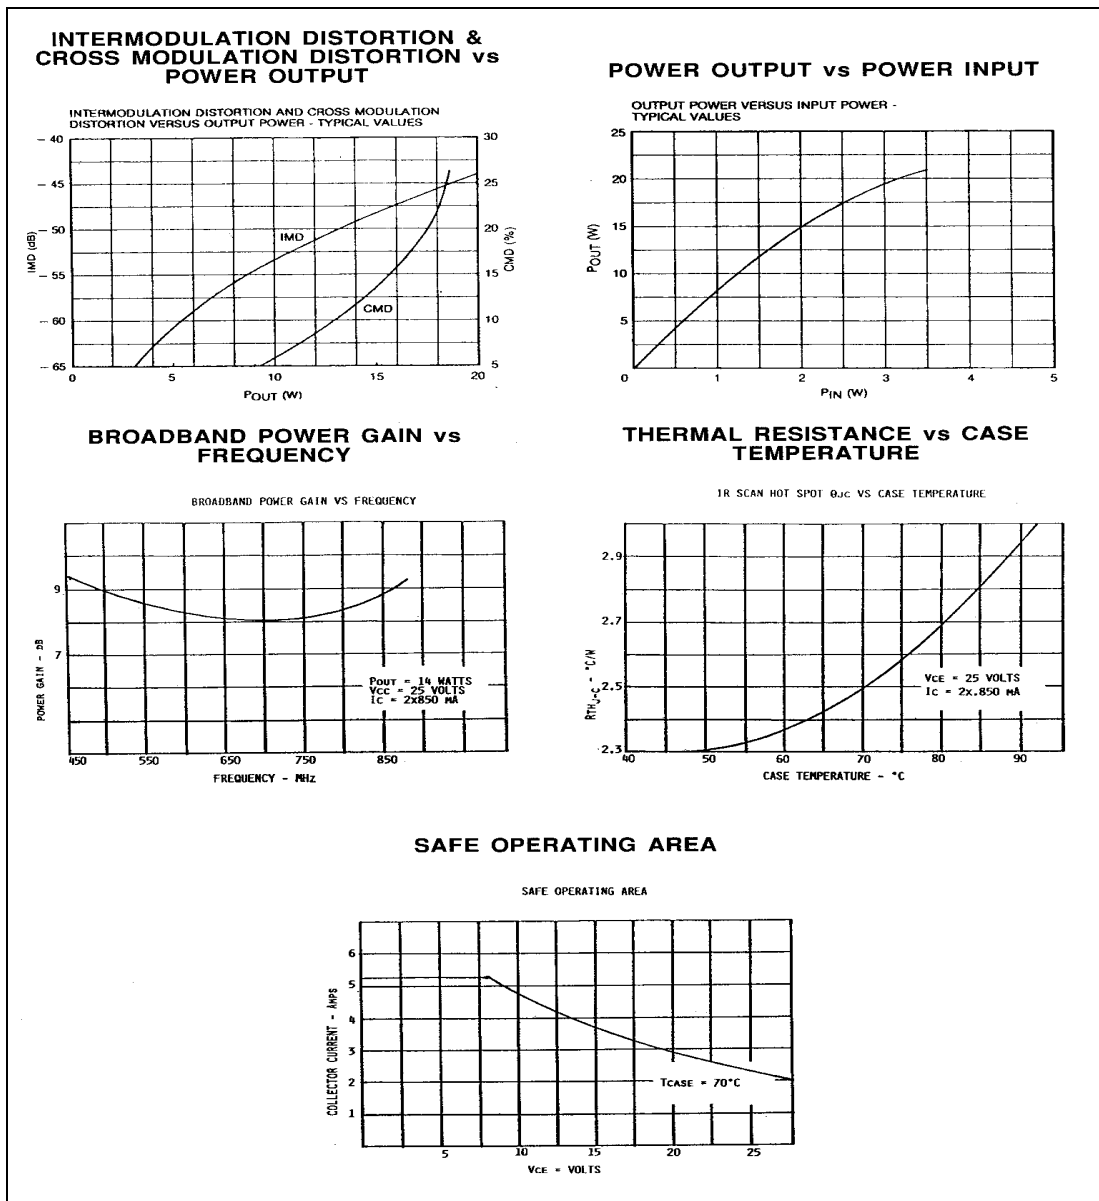 INTERMODULATION DISTORTION &
CROSS MODULATION DISTORTION vs
POWER OUTPUT
INTERMODULATION DISTORTION AND CROSS MODULATION
DISTORTION VERSUS OUTPUT POWER - TYPICAL VALUES
– 40
– 45
– 50
– 55
– 60
– 65
IMD (dB)
30
25
20
15
10
5
CMD (%)
IMD
CMD
0 5 10 15 20
POUT (W)
POWER OUTPUT vs POWER INPUT
OUTPUT POWER VERSUS INPUT POWER -
TYPICAL VALUES
25
20
15
10
5
POUT (W)
0 1 2 3 4 5
PIN (W)
BROADBAND POWER GAIN vs
FREQUENCY
BROADBAND POWER GAIN VS FREQUENCY
9
7
POWER GAIN - DB
POUT = 14 WATTS
VCC = 25 VOLTS
IC = 2x850 MA
450 550 650 750 850
FREQUENCY - MHz
THERMAL RESISTANCE vs CASE
TEMPERATURE
IR SCAN HOT SPOT θJC VS CASE TEMPERATURE
2.9
2.7
2.5
2.3
RTHJ-C - °C/W
VCE = 25 VOLTS
IC = 2x.850 MA
40 50 60 70 80 90
CASE TEMPERATURE - °C
SAFE OPERATING AREA
SAFE OPERATING AREA
6
5
4
3
2
1
COLLECTOR CURRENT - AMPS
TCASE = 70°C
5 10 15 20 25
VCE = VOLTS